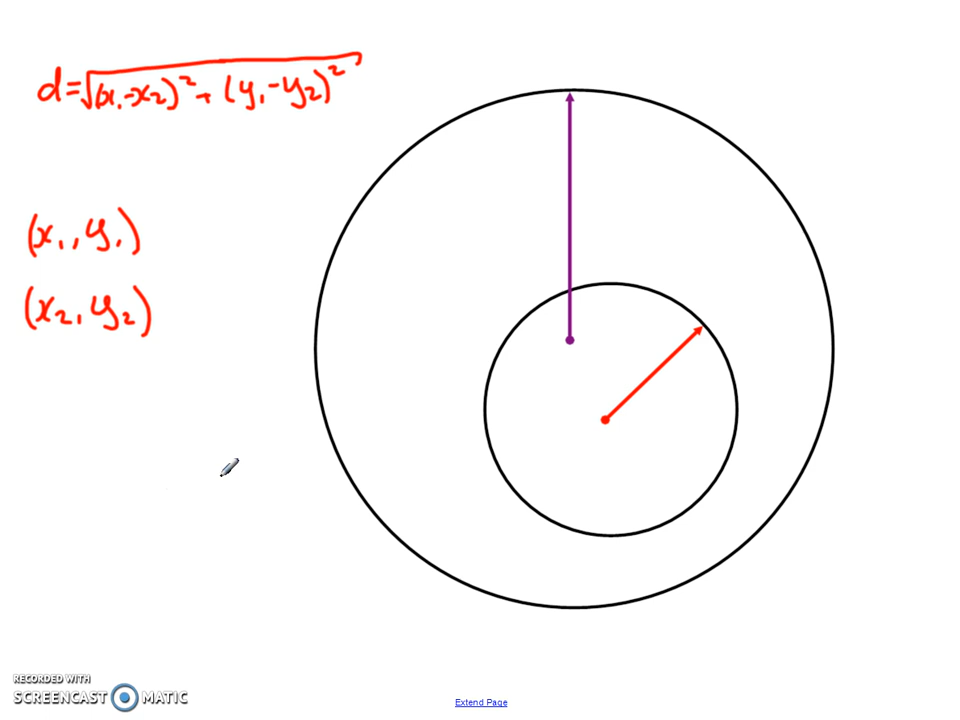 d=√(x₁-x₂)²+(y₁-y₂)²
(x₁,y₁)
(x₂,y₂)
RECORDED WITH
SCREENCAST MATIC
Extend Page